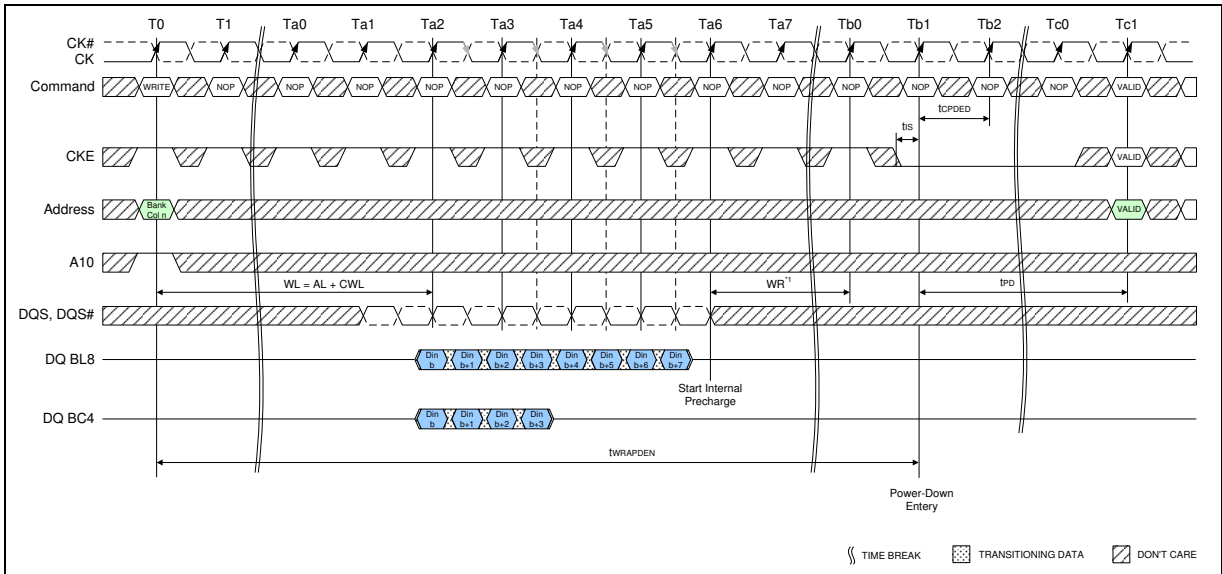 T0 T1 Ta0 Ta1 Ta2 Ta3 Ta4 Ta5 Ta6 Ta7 Tb0 Tb1 Tb2 Tc0 Tc1
CK#
CK
Command WRITE NOP NOP NOP NOP NOP NOP NOP NOP NOP NOP NOP NOP NOP VALID
tCPDED
tIS
CKE VALID
Address Bank Col n VALID
A10
WL = AL + CWL WR*1 tPD
DQS, DQS#
DQ BL8 Din b Din b+1 Din b+2 Din b+3 Din b+4 Din b+5 Din b+6 Din b+7
Start Internal
Precharge
DQ BC4 Din b Din b+1 Din b+2 Din b+3
tWRAPDEN
Power-Down
Entery
TIME BREAK TRANSITIONING DATA DON'T CARE